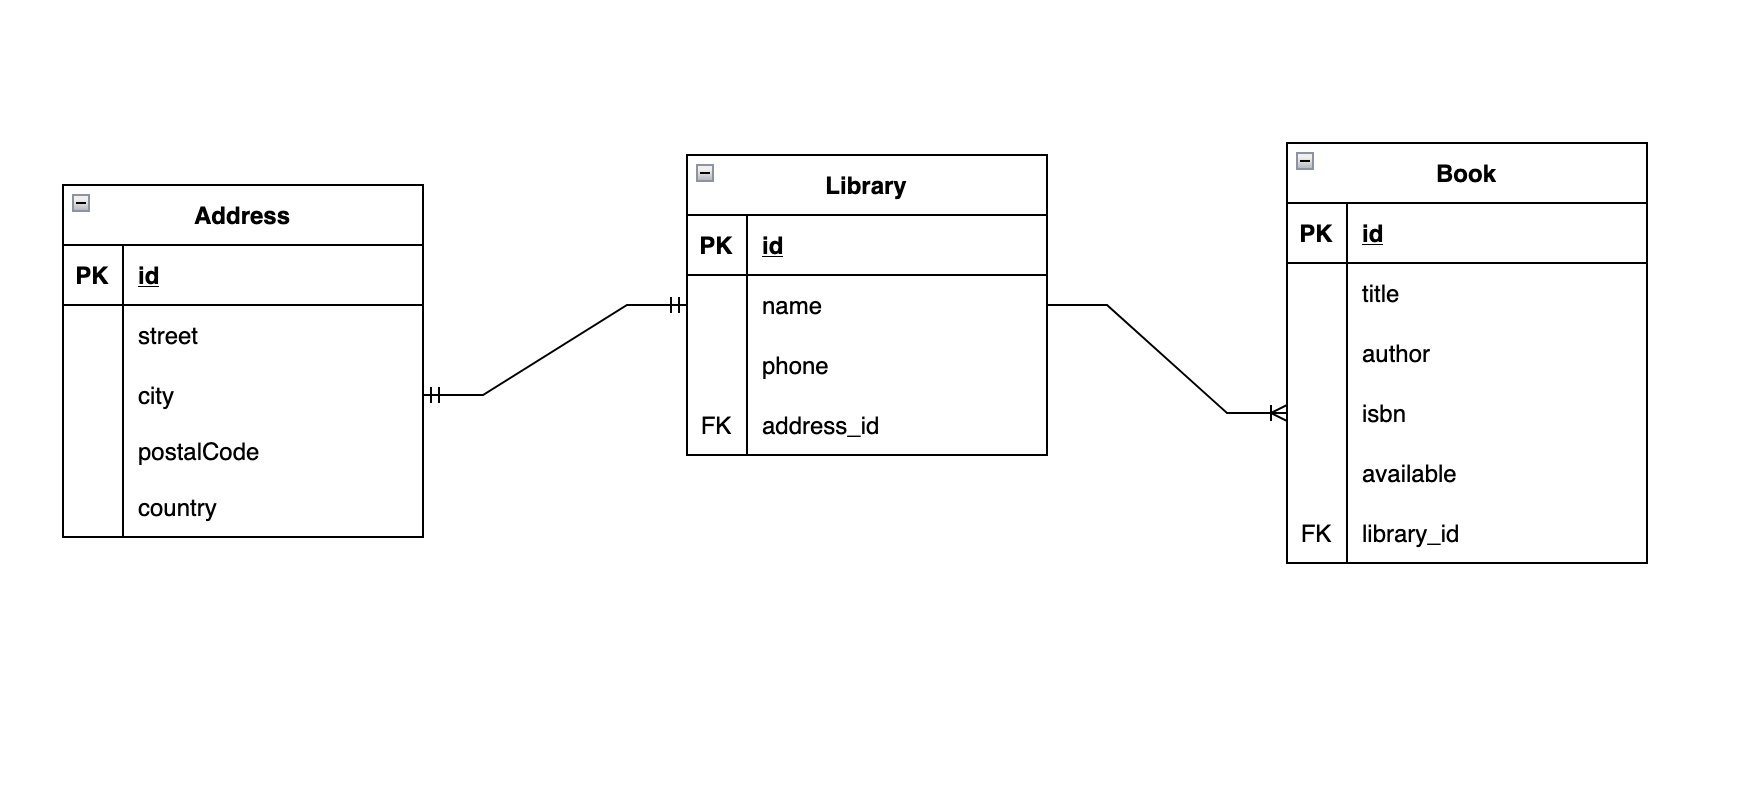 Address
PK id
street
city
postalCode
country
Library
PK id
name
phone
FK address_id
Book
PK id
title
author
isbn
available
FK library_id